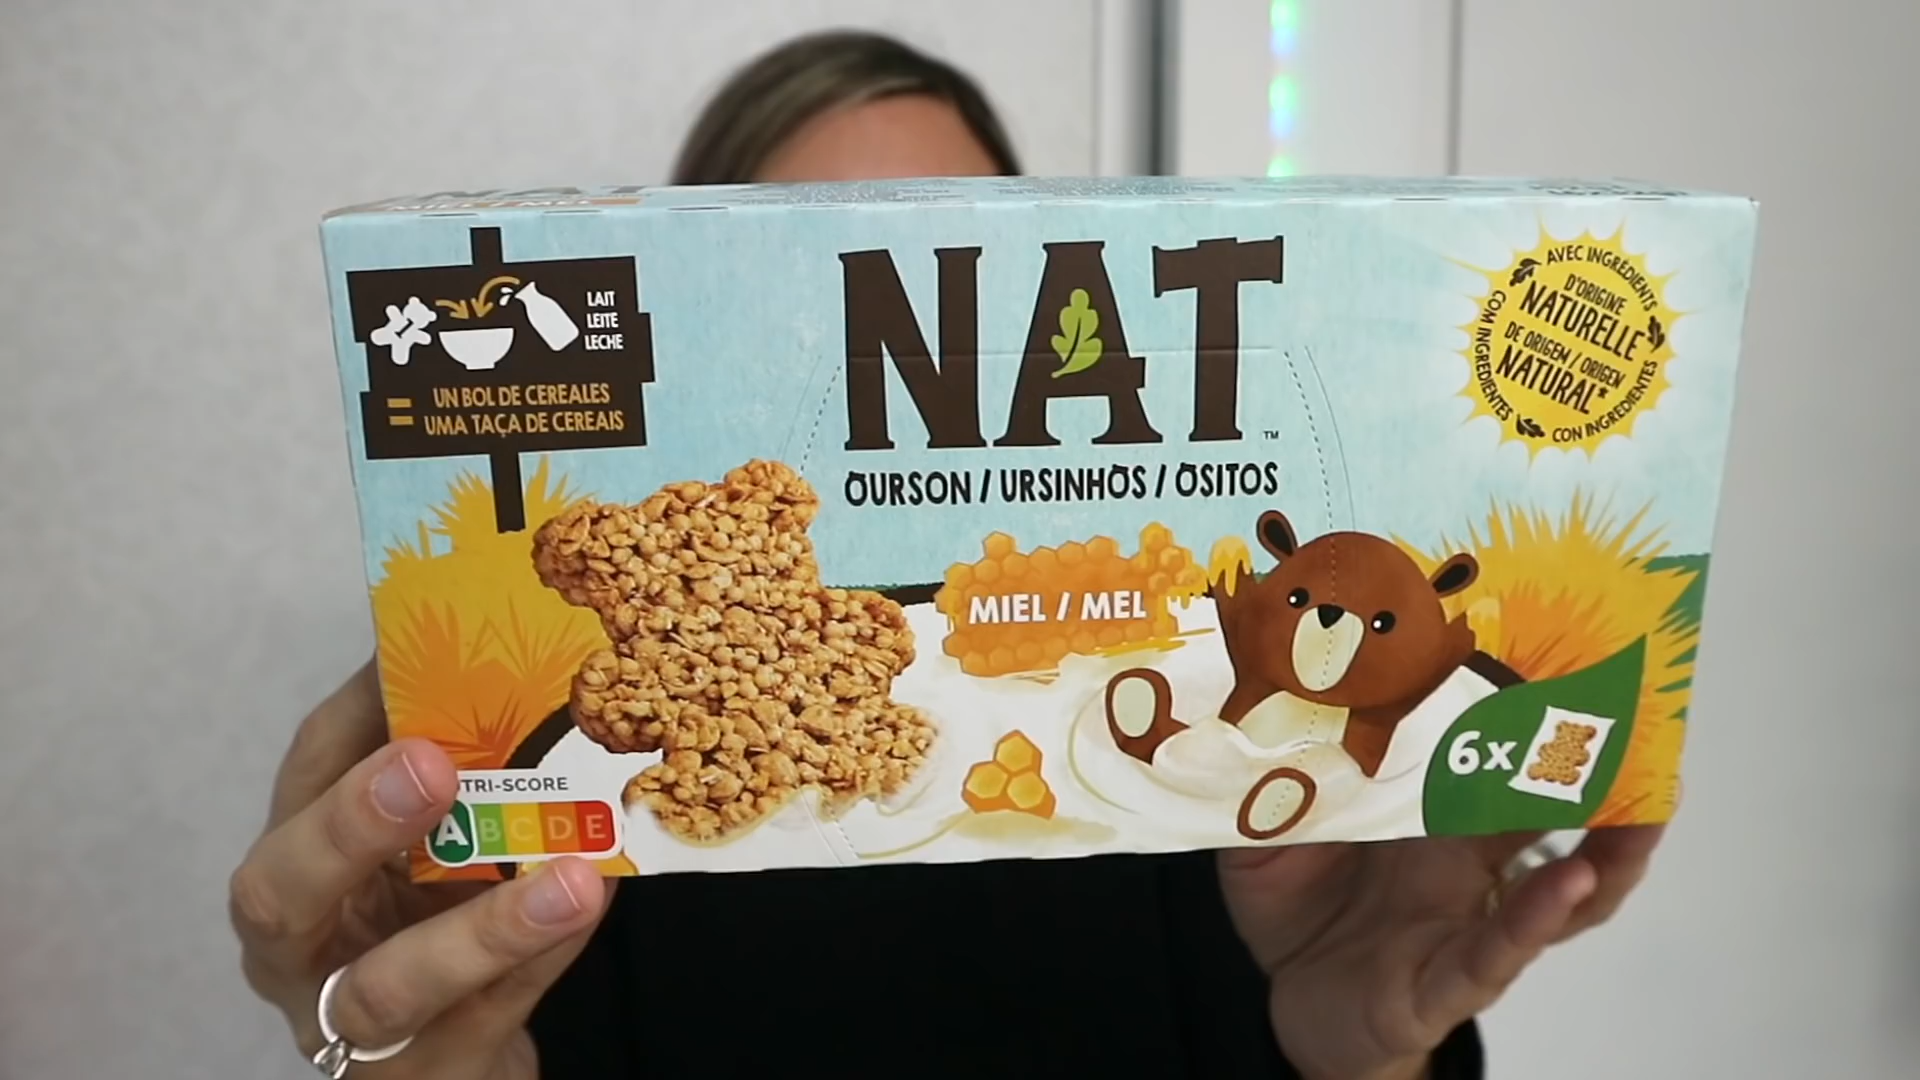 LAIT
LEITE
LECHE
= UN BOL DE CEREALES
UMA TAÇA DE CEREAIS
NAT™
OURSON / URSINHOS / OSITOS
MIEL / MEL
AVEC INGRÉDIENTS
D'ORIGINE
NATURELLE
DE ORIGEM / ORIGEN
NATURAL*
COM INGREDIENTES
CON INGREDIENTES
6x
TRI-SCORE
A B C D E
NAT